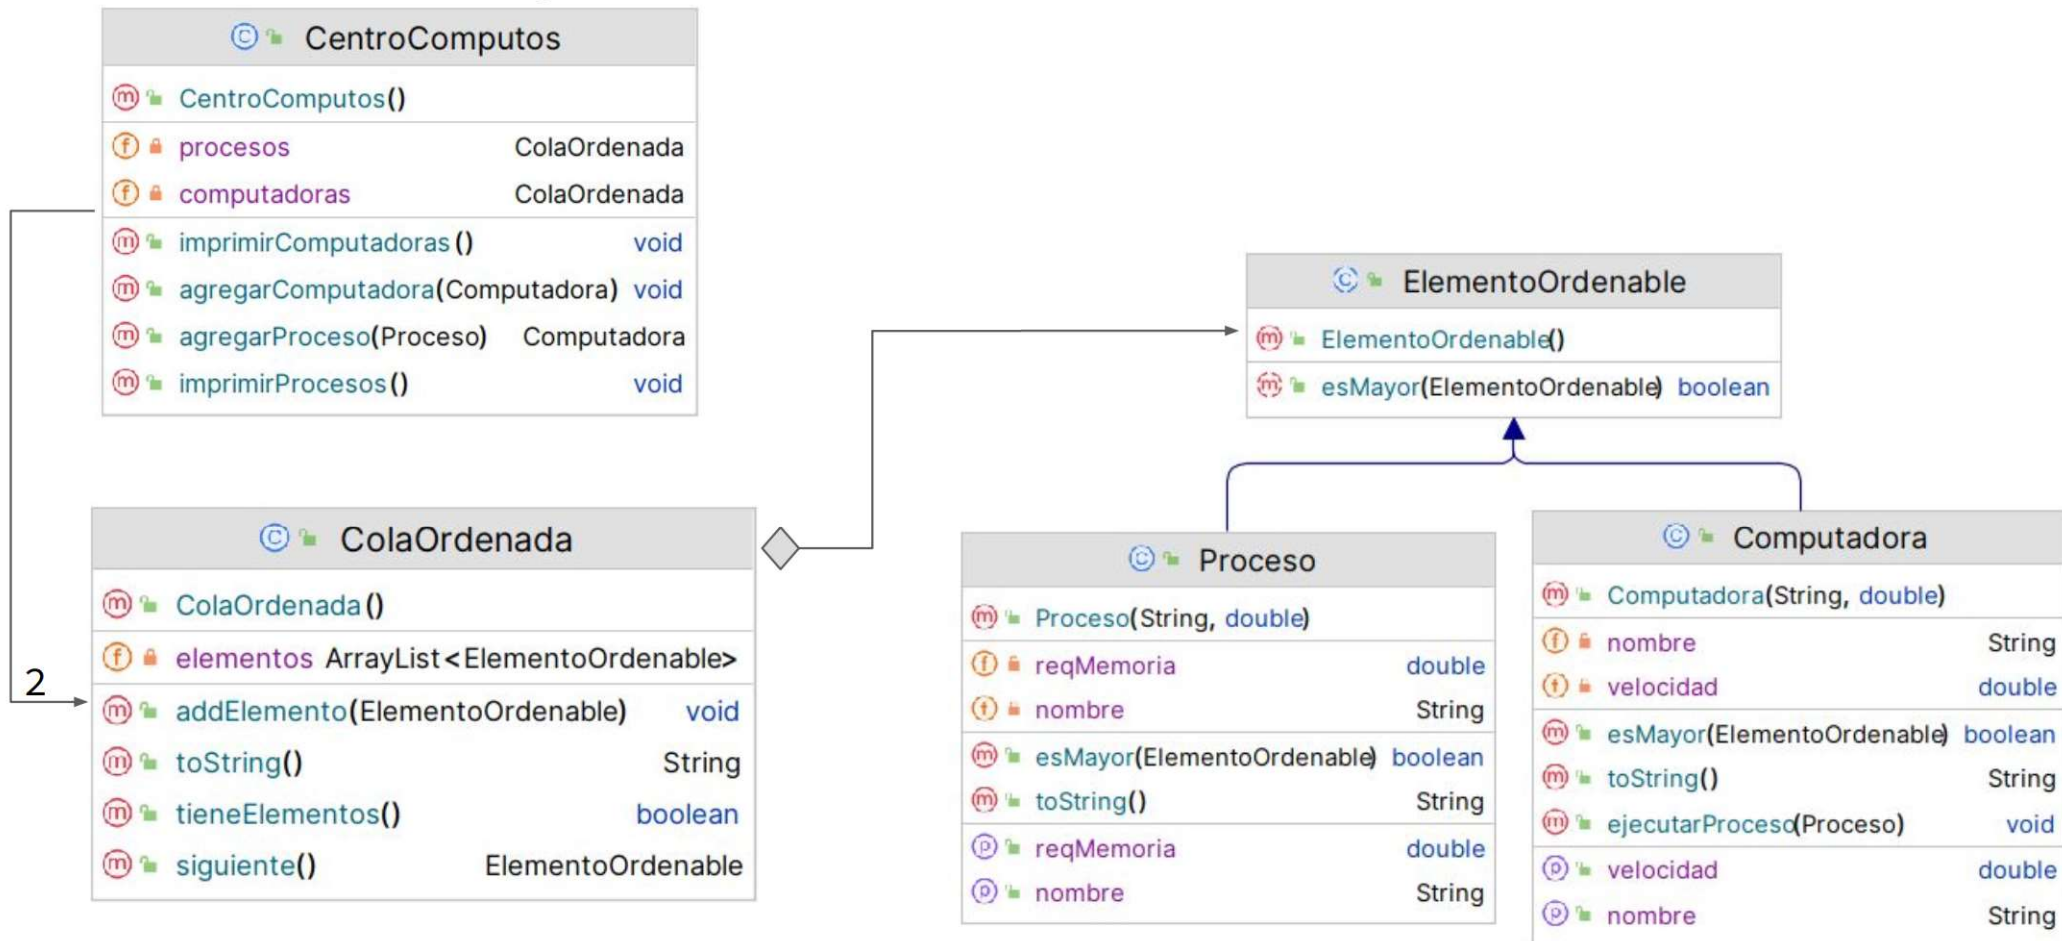 CentroComputos
CentroComputos()
procesos ColaOrdenada
computadoras ColaOrdenada
imprimirComputadoras() void
agregarComputadora(Computadora) void
agregarProceso(Proceso) Computadora
imprimirProcesos() void
2
ColaOrdenada
ColaOrdenada()
elementos ArrayList<ElementoOrdenable>
addElemento(ElementoOrdenable) void
toString() String
tieneElementos() boolean
siguiente() ElementoOrdenable
ElementoOrdenable
ElementoOrdenable()
esMayor(ElementoOrdenable) boolean
Proceso
Proceso(String, double)
reqMemoria double
nombre String
esMayor(ElementoOrdenable) boolean
toString() String
reqMemoria double
nombre String
Computadora
Computadora(String, double)
nombre String
velocidad double
esMayor(ElementoOrdenable) boolean
toString() String
ejecutarProceso(Proceso) void
velocidad double
nombre String